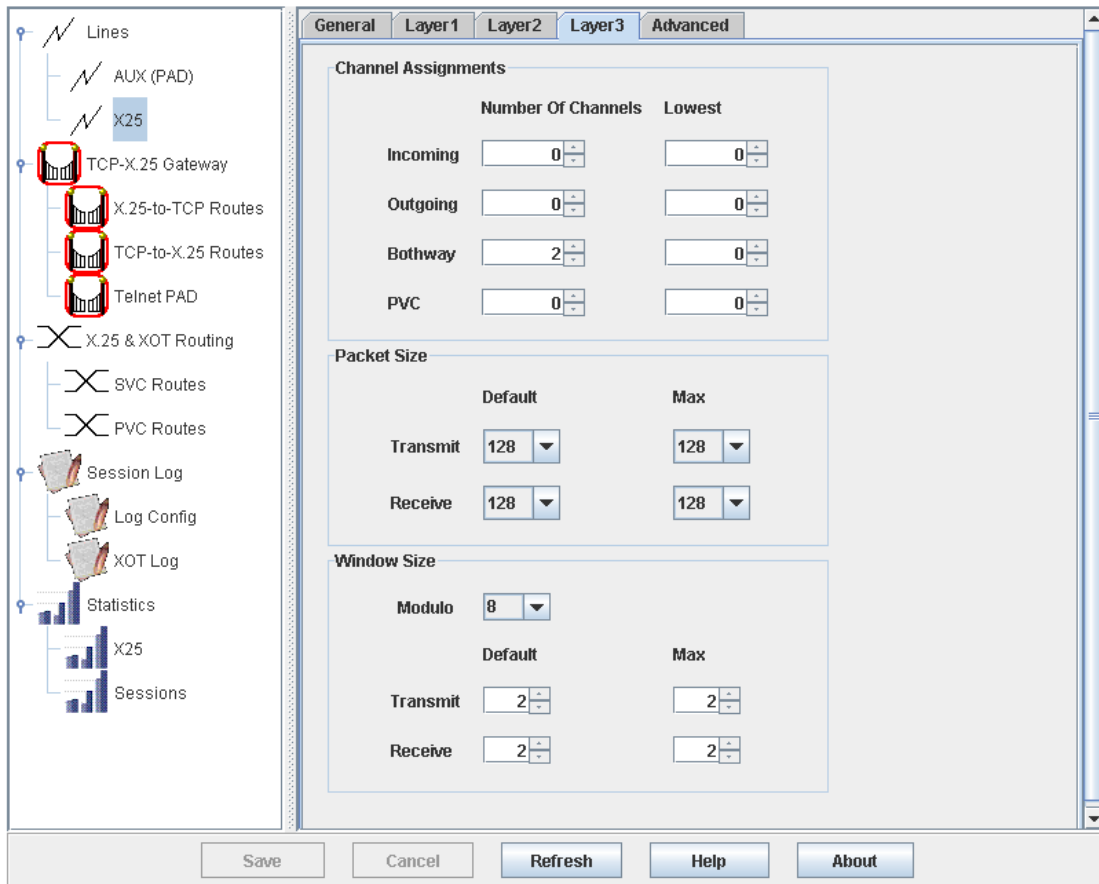 Lines
AUX (PAD)
X25
TCP-X.25 Gateway
X.25-to-TCP Routes
TCP-to-X.25 Routes
Telnet PAD
X.25 & XOT Routing
SVC Routes
PVC Routes
Session Log
Log Config
XOT Log
Statistics
X25
Sessions
General Layer1 Layer2 Layer3 Advanced
Channel Assignments
Number Of Channels Lowest
Incoming 0 0
Outgoing 0 0
Bothway 2 0
PVC 0 0
Packet Size
Default Max
Transmit 128 128
Receive 128 128
Window Size
Modulo 8
Default Max
Transmit 2 2
Receive 2 2
Save Cancel Refresh Help About